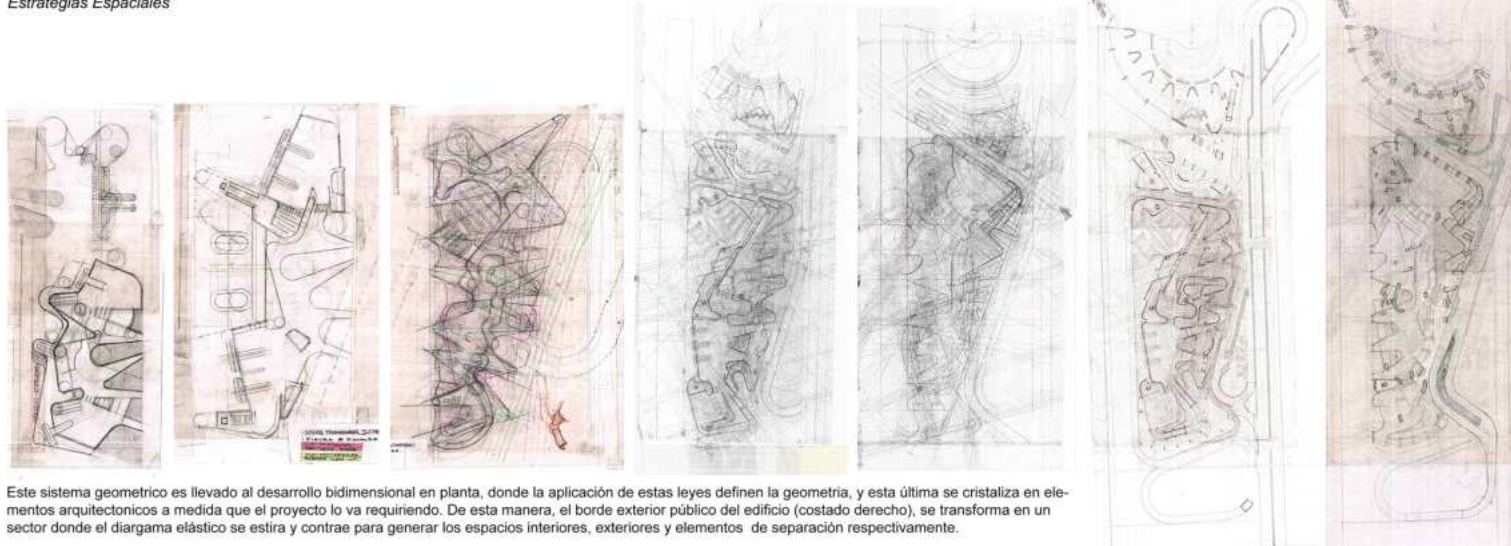 Estrategias Espaciales
Este sistema geometrico es llevado al desarrollo bidimensional en planta, donde la aplicación de estas leyes definen la geometria, y esta última se cristaliza en ele-
mentos arquitectonicos a medida que el proyecto lo va requiriendo. De esta manera, el borde exterior público del edificio (costado derecho), se transforma en un
sector donde el diargama elástico se estira y contrae para generar los espacios interiores, exteriores y elementos de separación respectivamente.